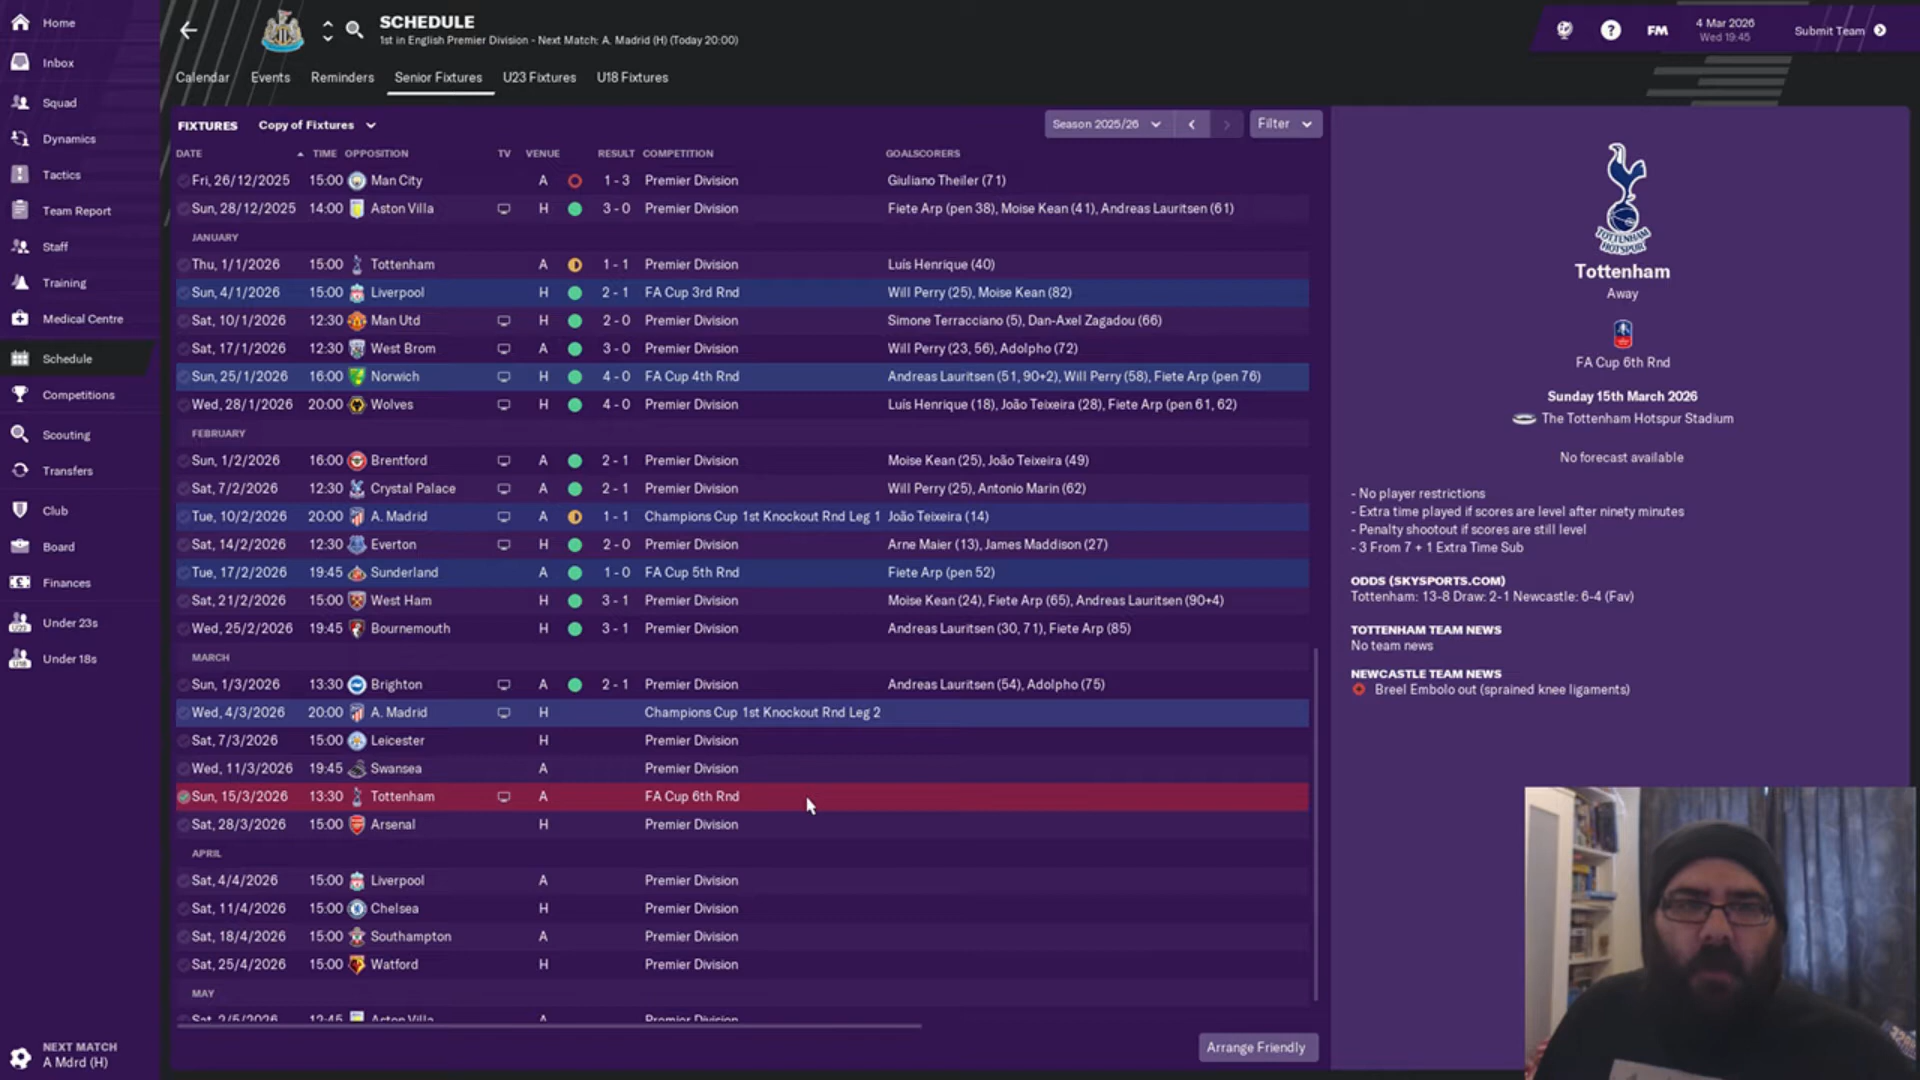 SCHEDULE
1st in English Premier Division - Next Match: A. Madrid (H) (Today 20:00)
FM
4 Mar 2026
Wed 19:45
Submit Team
Home
Inbox
Squad
Dynamics
Tactics
Team Report
Staff
Training
Medical Centre
Schedule
Competitions
Scouting
Transfers
Club
Board
Finances
Under 23s
Under 18s
NEXT MATCH
A Mdrd (H)
Calendar Events Reminders Senior Fixtures U23 Fixtures U18 Fixtures
FIXTURES Copy of Fixtures Season 2025/26 Filter
DATE TIME OPPOSITION TV VENUE RESULT COMPETITION GOALSCORERS
Fri, 26/12/2025 15:00 Man City A 1 - 3 Premier Division Giuliano Theiler (71)
Sun, 28/12/2025 14:00 Aston Villa H 3 - 0 Premier Division Fiete Arp (pen 38), Moise Kean (41), Andreas Lauritsen (61)
JANUARY
Thu, 1/1/2026 15:00 Tottenham A 1 - 1 Premier Division Luís Henrique (40)
Sun, 4/1/2026 15:00 Liverpool H 2 - 1 FA Cup 3rd Rnd Will Perry (25), Moise Kean (82)
Sat, 10/1/2026 12:30 Man Utd H 2 - 0 Premier Division Simone Terracciano (5), Dan-Axel Zagadou (66)
Sat, 17/1/2026 12:30 West Brom A 3 - 0 Premier Division Will Perry (23, 56), Adolpho (72)
Sun, 25/1/2026 16:00 Norwich H 4 - 0 FA Cup 4th Rnd Andreas Lauritsen (51, 90+2), Will Perry (58), Fiete Arp (pen 76)
Wed, 28/1/2026 20:00 Wolves H 4 - 0 Premier Division Luís Henrique (18), João Teixeira (28), Fiete Arp (pen 61, 62)
FEBRUARY
Sun, 1/2/2026 16:00 Brentford A 2 - 1 Premier Division Moise Kean (25), João Teixeira (49)
Sat, 7/2/2026 12:30 Crystal Palace A 2 - 1 Premier Division Will Perry (25), Antonio Marin (62)
Tue, 10/2/2026 20:00 A. Madrid A 1 - 1 Champions Cup 1st Knockout Rnd Leg 1 João Teixeira (14)
Sat, 14/2/2026 12:30 Everton H 2 - 0 Premier Division Arne Maier (13), James Maddison (27)
Tue, 17/2/2026 19:45 Sunderland A 1 - 0 FA Cup 5th Rnd Fiete Arp (pen 52)
Sat, 21/2/2026 15:00 West Ham H 3 - 1 Premier Division Moise Kean (24), Fiete Arp (65), Andreas Lauritsen (90+4)
Wed, 25/2/2026 19:45 Bournemouth H 3 - 1 Premier Division Andreas Lauritsen (30, 71), Fiete Arp (85)
MARCH
Sun, 1/3/2026 13:30 Brighton A 2 - 1 Premier Division Andreas Lauritsen (54), Adolpho (75)
Wed, 4/3/2026 20:00 A. Madrid H Champions Cup 1st Knockout Rnd Leg 2
Sat, 7/3/2026 15:00 Leicester H Premier Division
Wed, 11/3/2026 19:45 Swansea A Premier Division
Sun, 15/3/2026 13:30 Tottenham A FA Cup 6th Rnd
Sat, 28/3/2026 15:00 Arsenal H Premier Division
APRIL
Sat, 4/4/2026 15:00 Liverpool A Premier Division
Sat, 11/4/2026 15:00 Chelsea H Premier Division
Sat, 18/4/2026 15:00 Southampton A Premier Division
Sat, 25/4/2026 15:00 Watford H Premier Division
MAY
Sat, 2/5/2026 12:45 Aston Villa A Premier Division
Arrange Friendly
TOTTENHAM
HOTSPUR
Tottenham
Away
FA Cup 6th Rnd
Sunday 15th March 2026
The Tottenham Hotspur Stadium
No forecast available
- No player restrictions
- Extra time played if scores are level after ninety minutes
- Penalty shootout if scores are still level
- 3 From 7 + 1 Extra Time Sub
ODDS (SKYSPORTS.COM)
Tottenham: 13-8 Draw: 2-1 Newcastle: 6-4 (Fav)
TOTTENHAM TEAM NEWS
No team news
NEWCASTLE TEAM NEWS
Breel Embolo out (sprained knee ligaments)